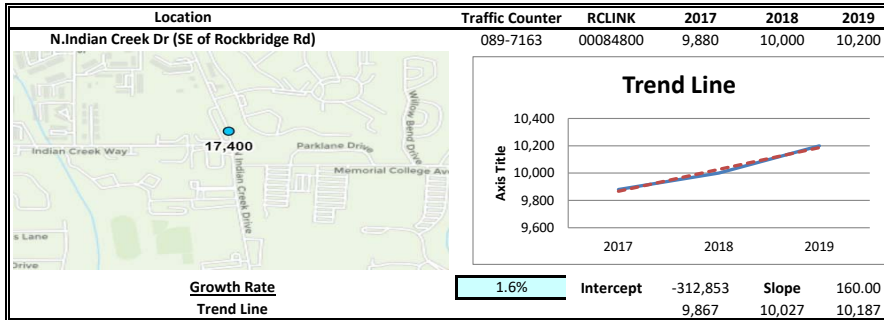 Location Traffic Counter RCLINK 2017 2018 2019
N.Indian Creek Dr (SE of Rockbridge Rd) 089-7163 00084800 9,880 10,000 10,200
17,400
Indian Creek Way
Parklane Drive
Memorial College Av
Willow Bend Drive
N Indian Creek Drive
s Lane
Drive
Trend Line
Axis Title
10,400
10,200
10,000
9,800
9,600
2017 2018 2019
Growth Rate 1.6% Intercept -312,853 Slope 160.00
Trend Line 9,867 10,027 10,187